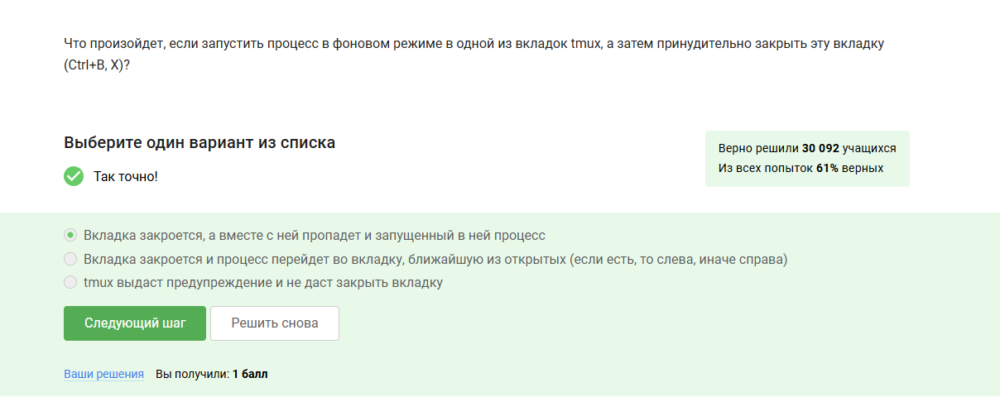 Что произойдет, если запустить процесс в фоновом режиме в одной из вкладок tmux, а затем принудительно закрыть эту вкладку
(Ctrl+B, X)?
Выберите один вариант из списка
Так точно!
Верно решили 30 092 учащихся
Из всех попыток 61% верных
Вкладка закроется, а вместе с ней пропадет и запущенный в ней процесс
Вкладка закроется и процесс перейдет во вкладку, ближайшую из открытых (если есть, то слева, иначе справа)
tmux выдаст предупреждение и не даст закрыть вкладку
Следующий шаг
Решить снова
Ваши решения
Вы получили: 1 балл